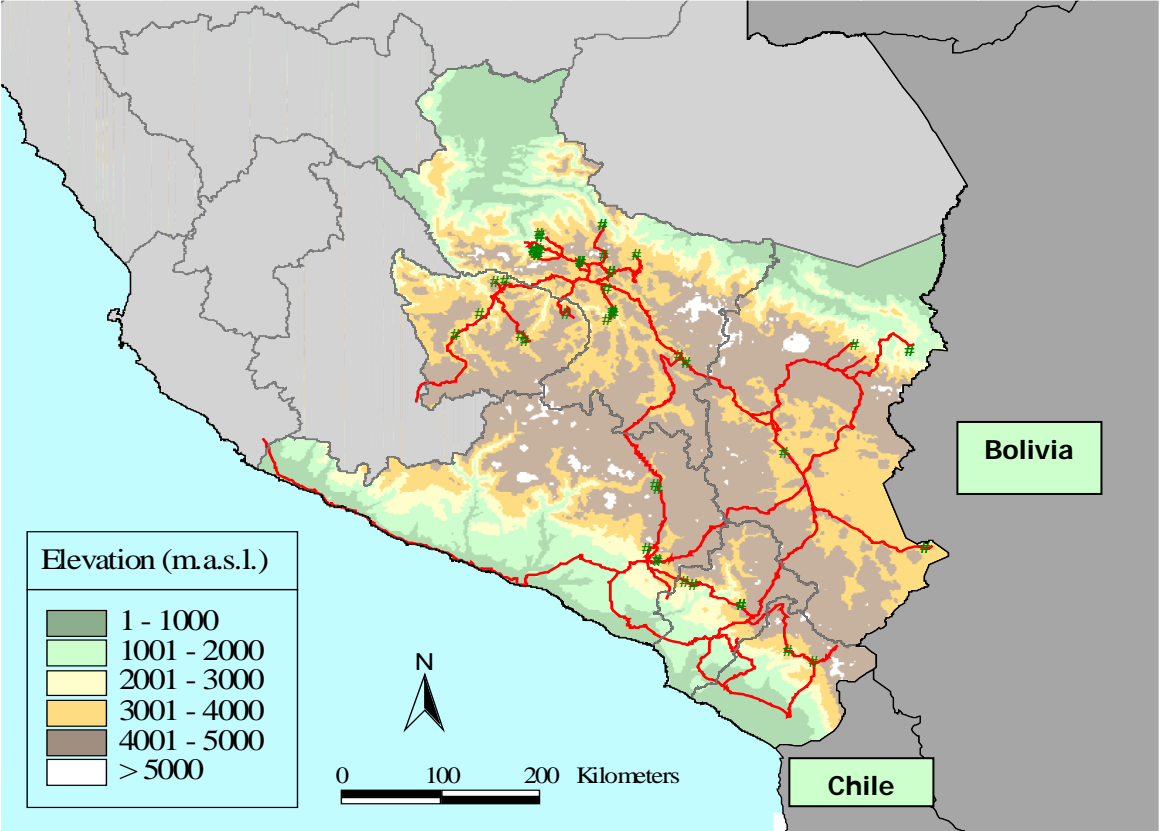 Bolivia
Elevation (m.a.s.l.)
1 - 1000
1001 - 2000
2001 - 3000
3001 - 4000
4001 - 5000
> 5000
N
0 100 200 Kilometers
Chile